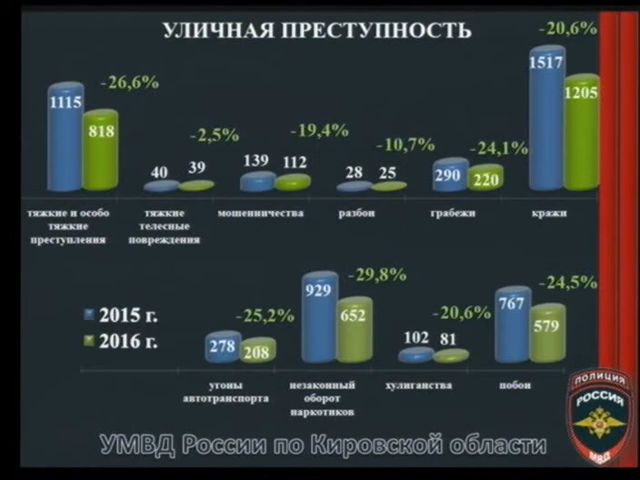 УЛИЧНАЯ ПРЕСТУПНОСТЬ
-26,6%
1115
818
-2,5%
40
39
-19,4%
139
112
-10,7%
28
25
-24,1%
290
220
-20,6%
1517
1205
тяжкие и особо
тяжкие
преступления
тяжкие
телесные
повреждения
мошенничества
разбои
грабежи
кражи
2015 г.
2016 г.
-25,2%
278
208
-29,8%
929
652
-20,6%
102
81
-24,5%
767
579
угоны
автотранспорта
незаконный
оборот
наркотиков
хулиганства
побои
УМВД России по Кировской области
ПОЛИЦИЯ
РОССИЯ
МВД